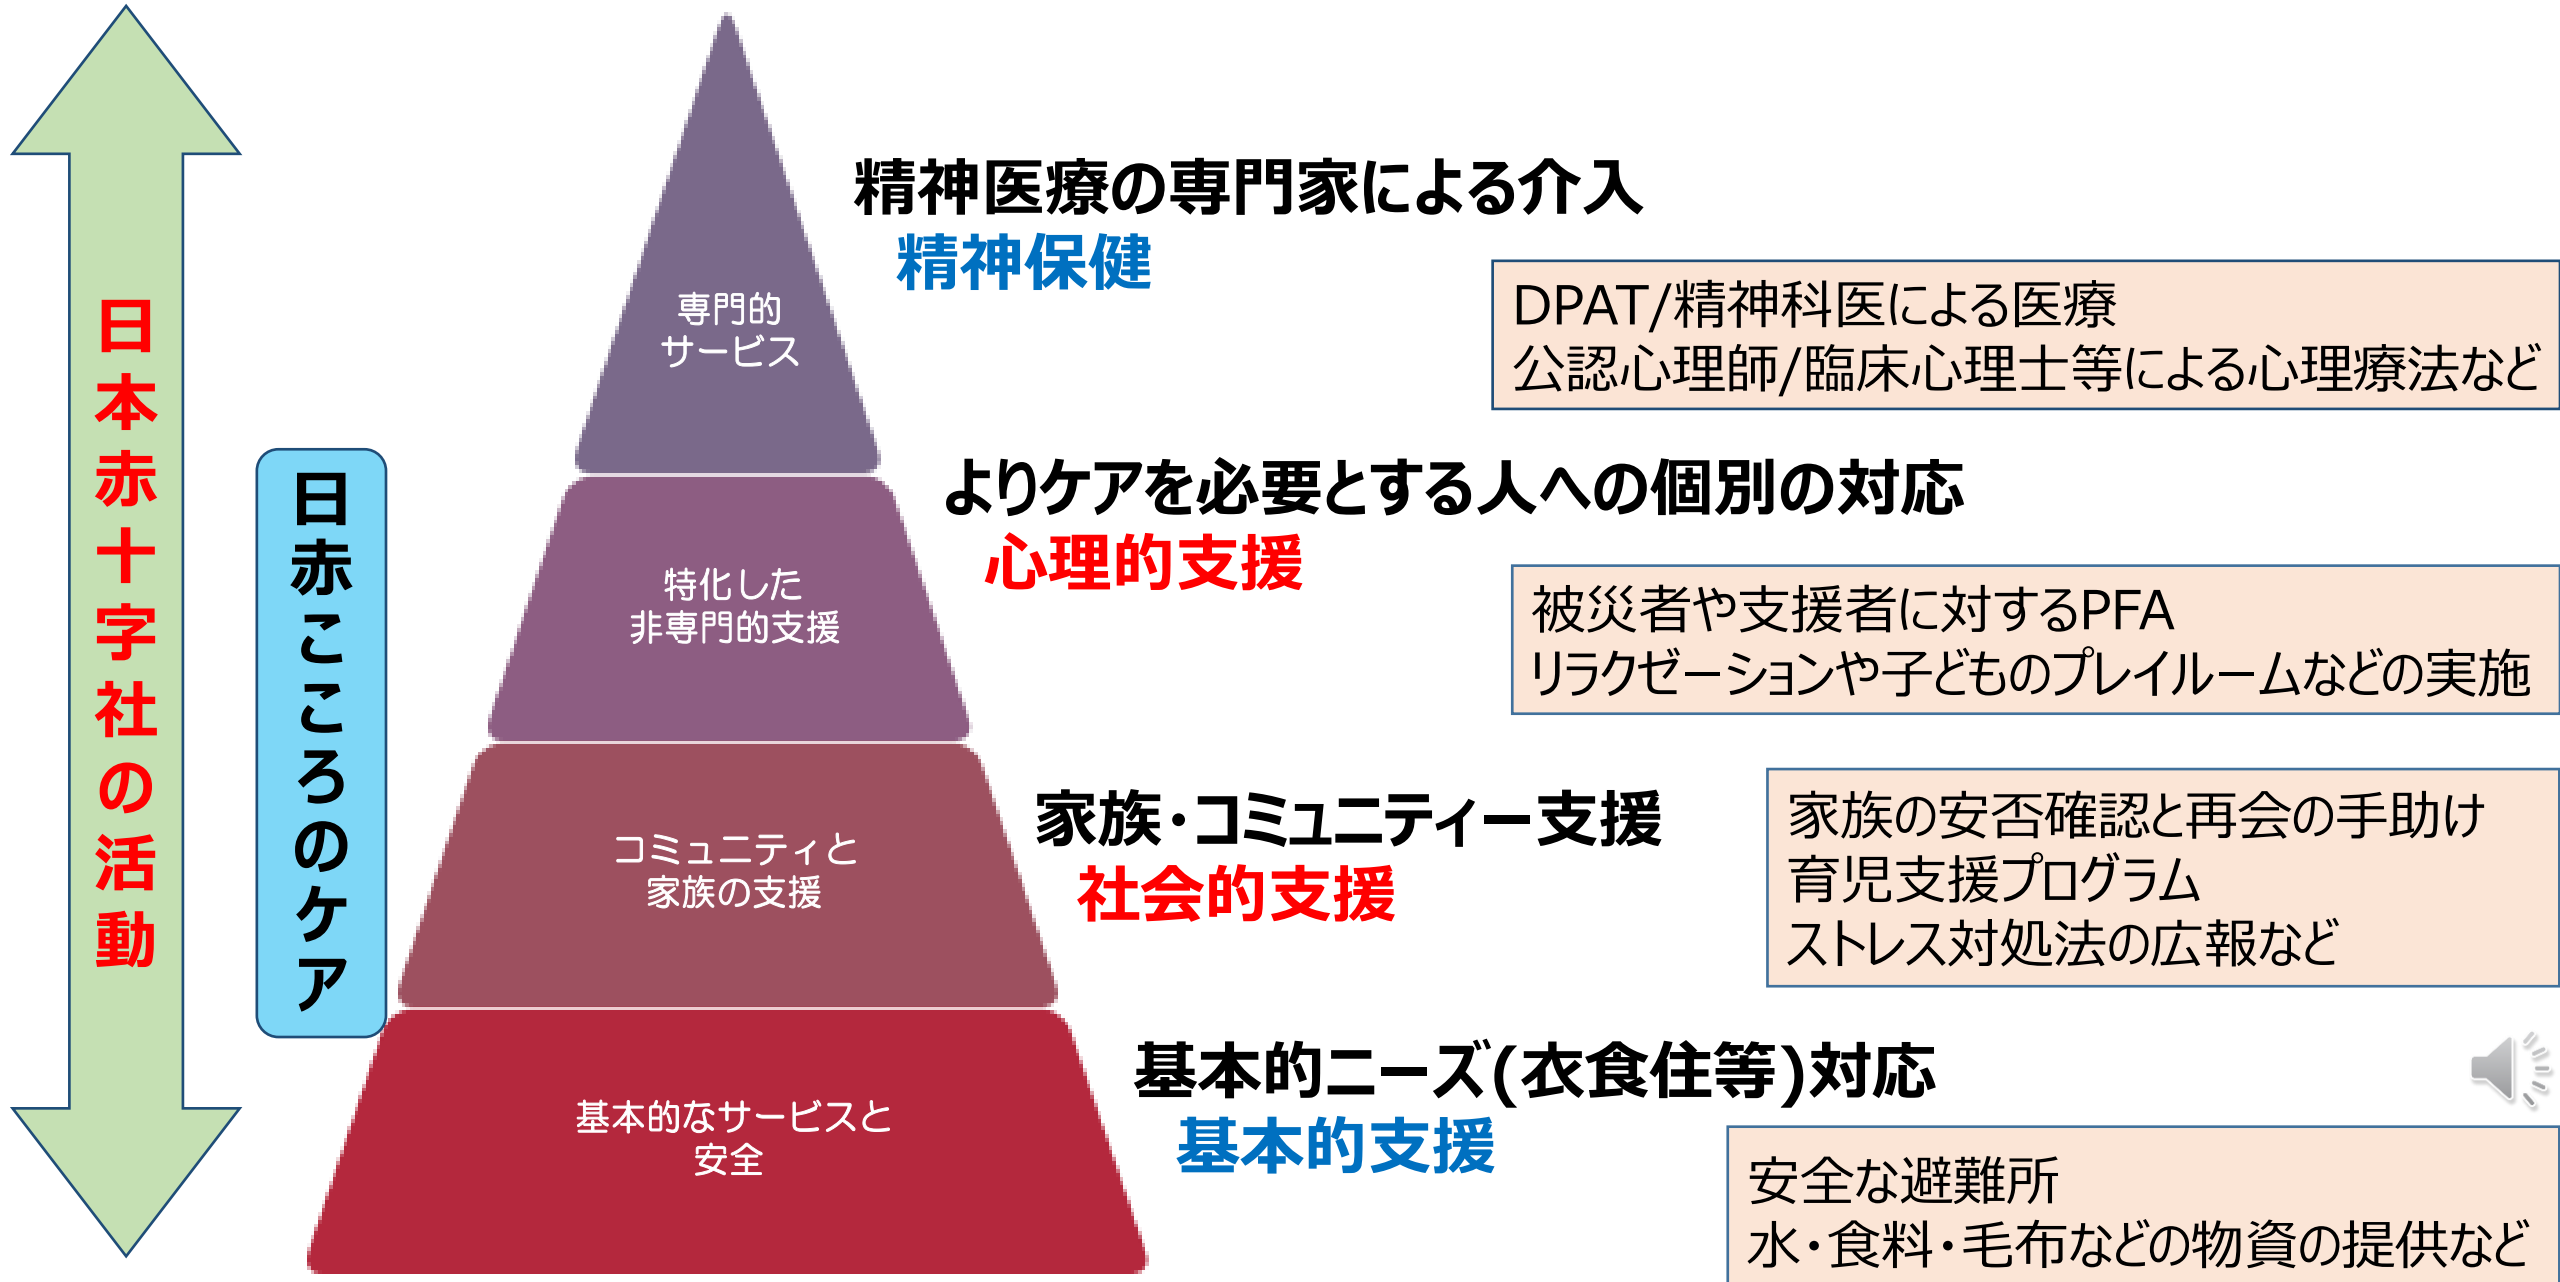 日本赤十字社の活動
日赤こころのケア
専門的
サービス
精神医療の専門家による介入
精神保健
DPAT/精神科医による医療
公認心理師/臨床心理士等による心理療法など
特化した
非専門的支援
よりケアを必要とする人への個別の対応
心理的支援
被災者や支援者に対するPFA
リラクゼーションや子どものプレイルームなどの実施
コミュニティと
家族の支援
家族・コミュニティー支援
社会的支援
家族の安否確認と再会の手助け
育児支援プログラム
ストレス対処法の広報など
基本的なサービスと
安全
基本的ニーズ(衣食住等)対応
基本的支援
安全な避難所
水・食料・毛布などの物資の提供など